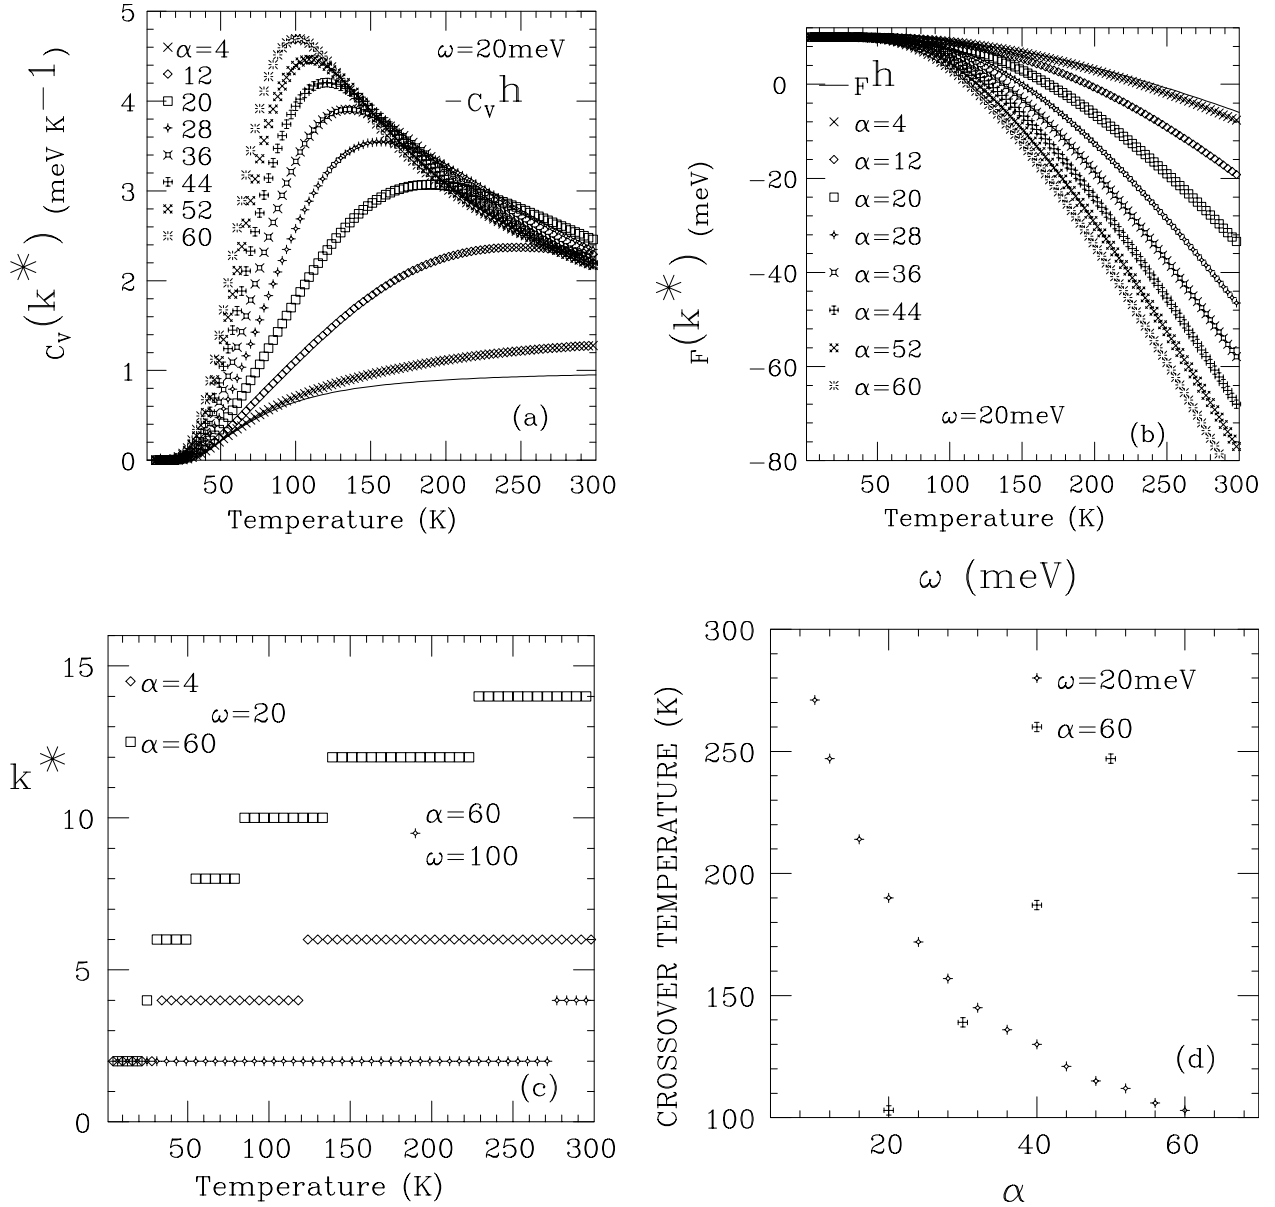 5
4
3
2
1
0
C_v(k*) (meV K−1)
×α=4
12
20
28
36
44
52
60
ω=20meV
−C_v h
(a)
50 100 150 200 250 300
Temperature (K)
0
−20
−40
−60
−80
F(k*) (meV)
F h
α=4
α=12
α=20
α=28
α=36
α=44
α=52
α=60
ω=20meV
(b)
50 100 150 200 250 300
Temperature (K)
15
10
5
0
k*
α=4
ω=20
α=60
α=60
ω=100
(c)
50 100 150 200 250 300
Temperature (K)
ω (meV)
300
250
200
150
100
CROSSOVER TEMPERATURE (K)
ω=20meV
α=60
(d)
20 40 60
α